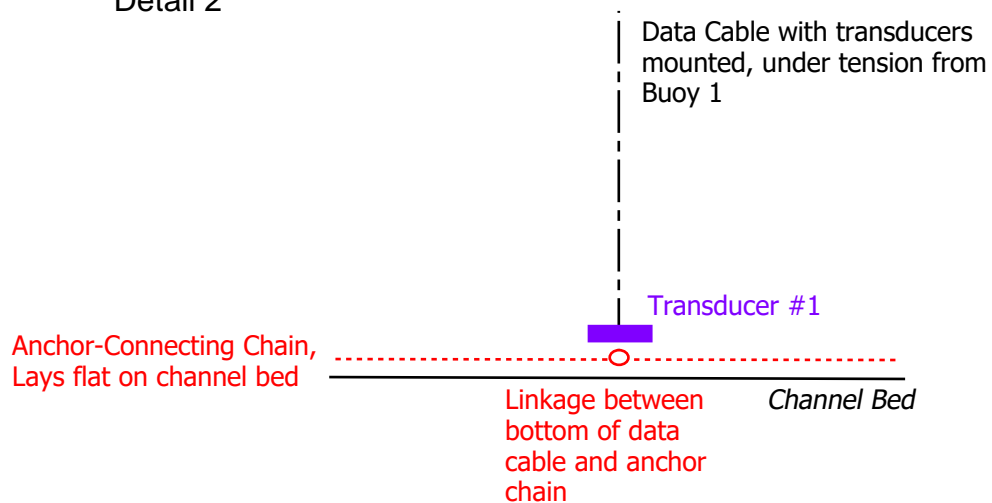 Detail 2
Data Cable with transducers
mounted, under tension from
Buoy 1
Transducer #1
Anchor-Connecting Chain,
Lays flat on channel bed
Linkage between
bottom of data
cable and anchor
chain
Channel Bed